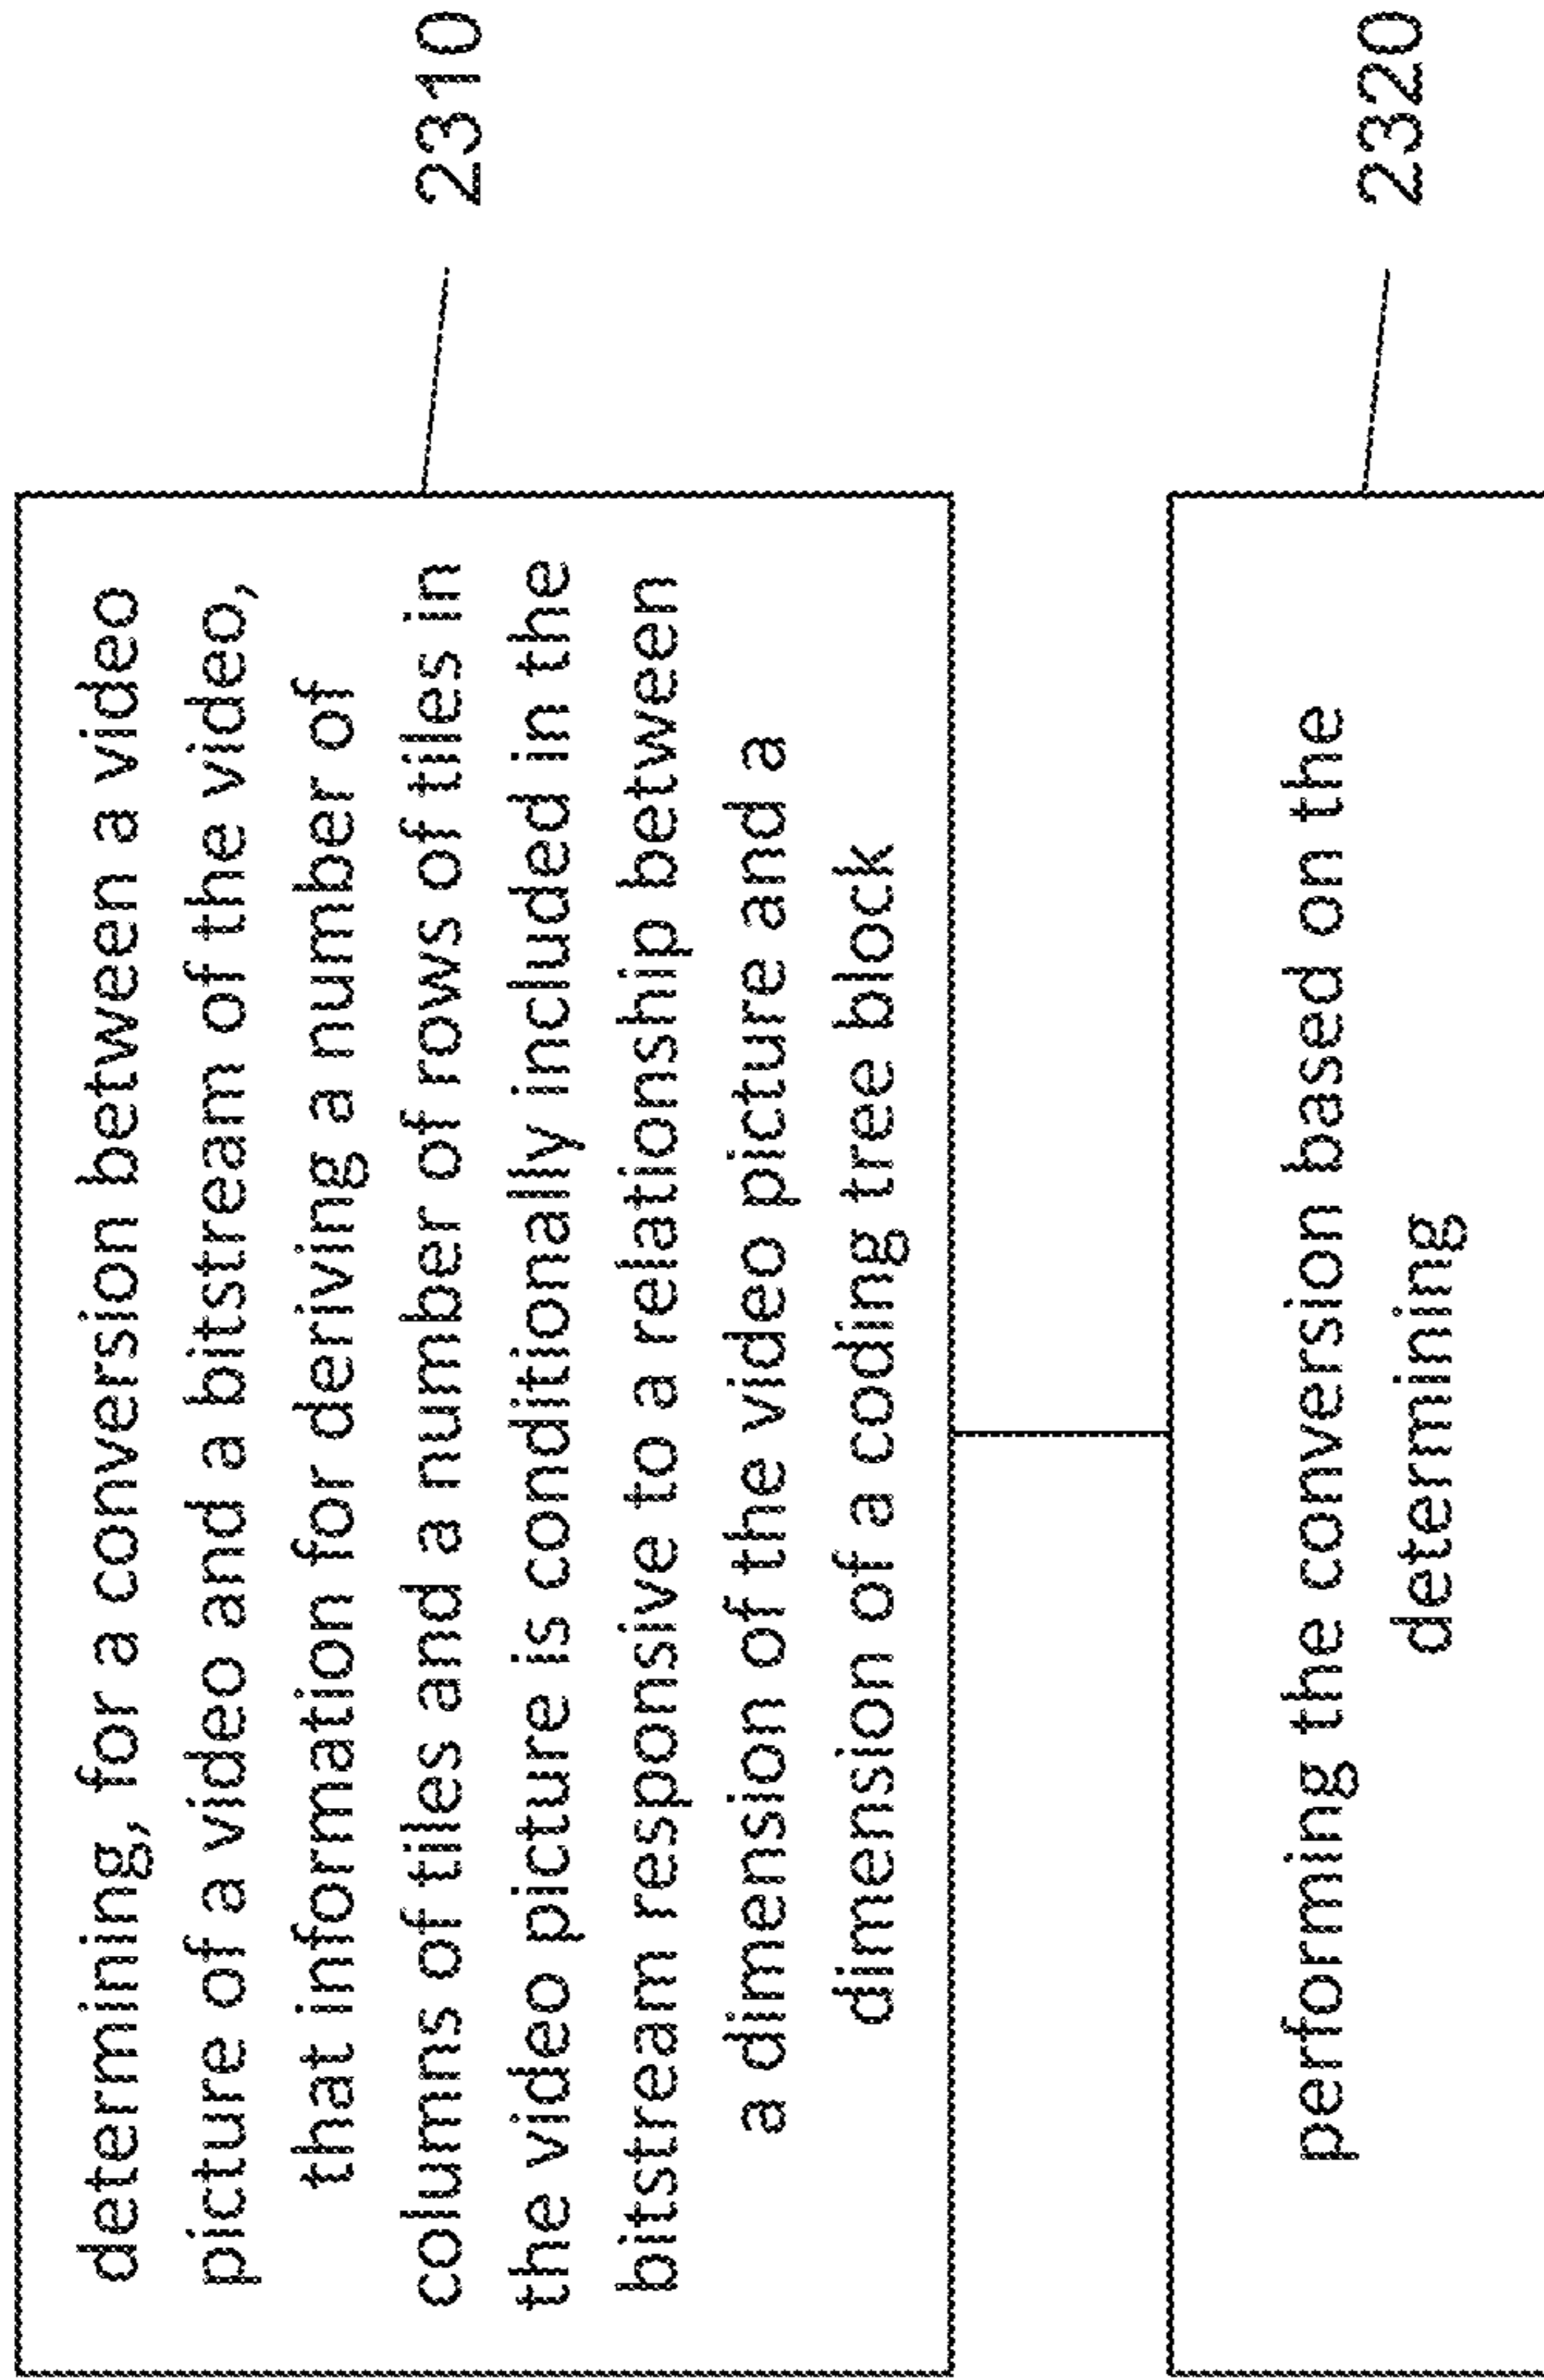 determining, for a conversion between a video
picture of a video and a bitstream of the video,
that information for deriving a number of
columns of tiles and a number of rows of tiles in
the video picture is conditionally included in the
bitstream responsive to a relationship between
a dimension of the video picture and a
dimension of a coding tree block
2310
performing the conversion based on the
determining
2320